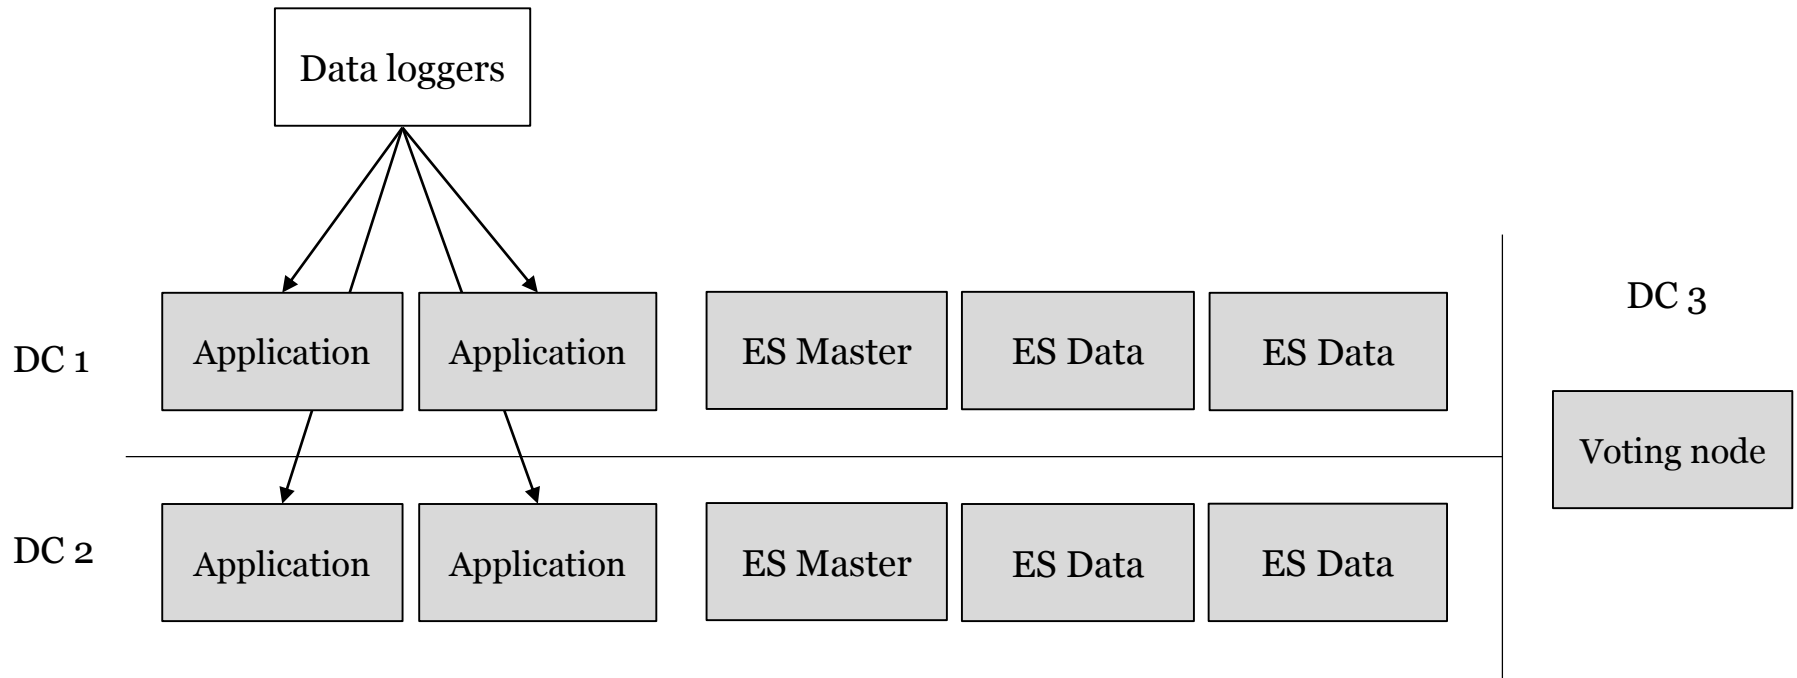 Data loggers
DC 1
Application
Application
ES Master
ES Data
ES Data
DC 2
Application
Application
ES Master
ES Data
ES Data
DC 3
Voting node